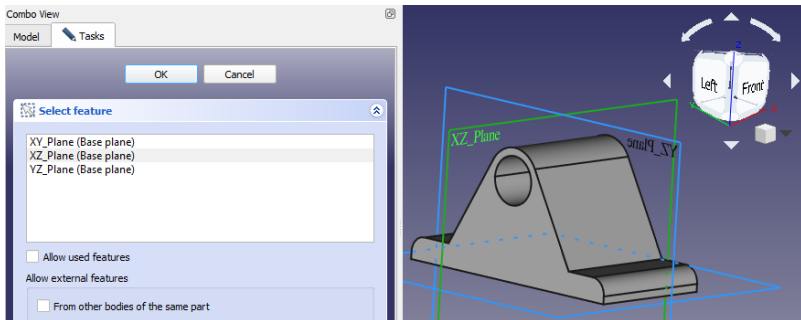 Combo View
Model
Tasks
OK
Cancel
Select feature
XY_Plane (Base plane)
XZ_Plane (Base plane)
YZ_Plane (Base plane)
Allow used features
Allow external features
From other bodies of the same part
Z
Left
Front
X
XZ_Plane
YZ_Plane